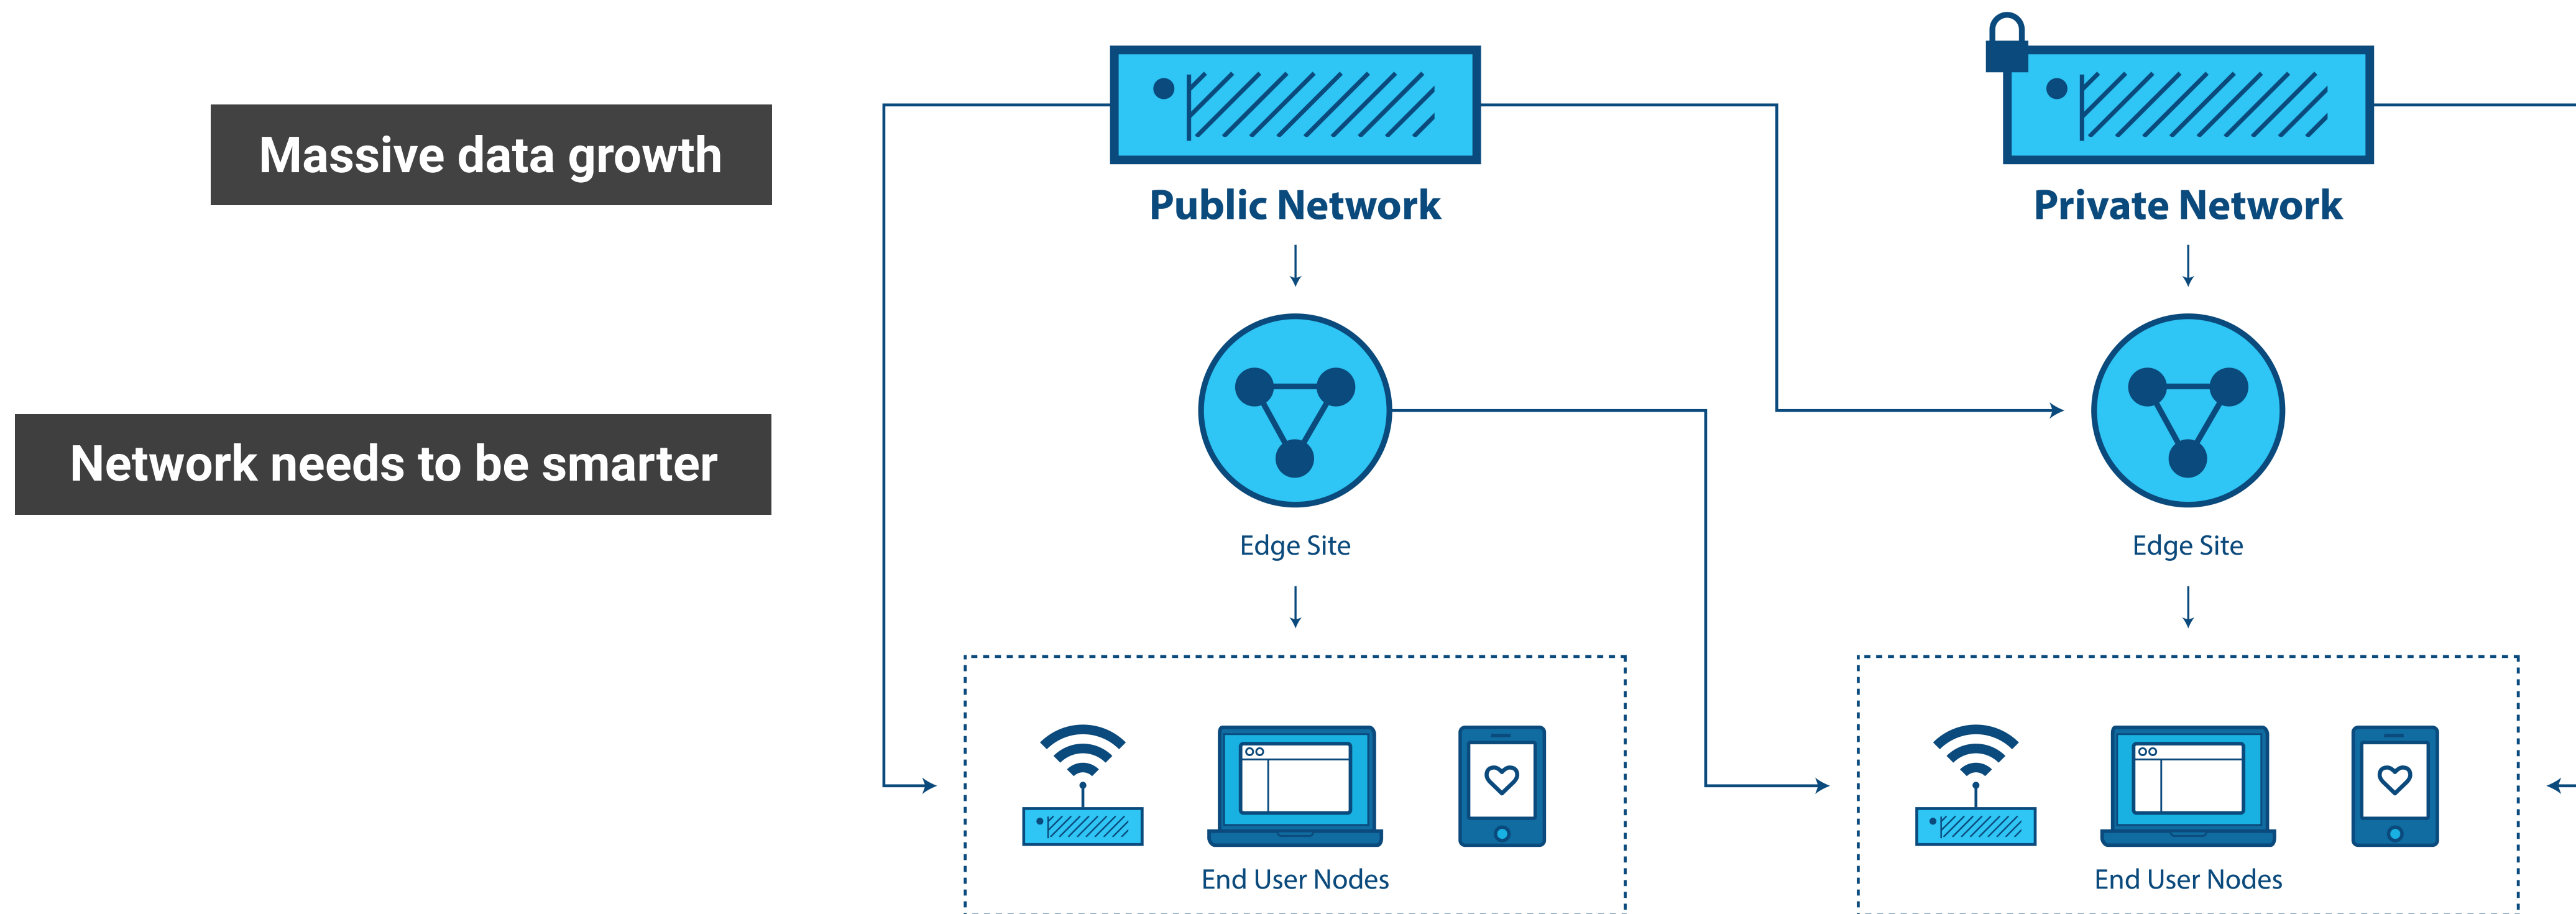 Massive data growth
Network needs to be smarter
Public Network
Private Network
Edge Site
Edge Site
End User Nodes
End User Nodes